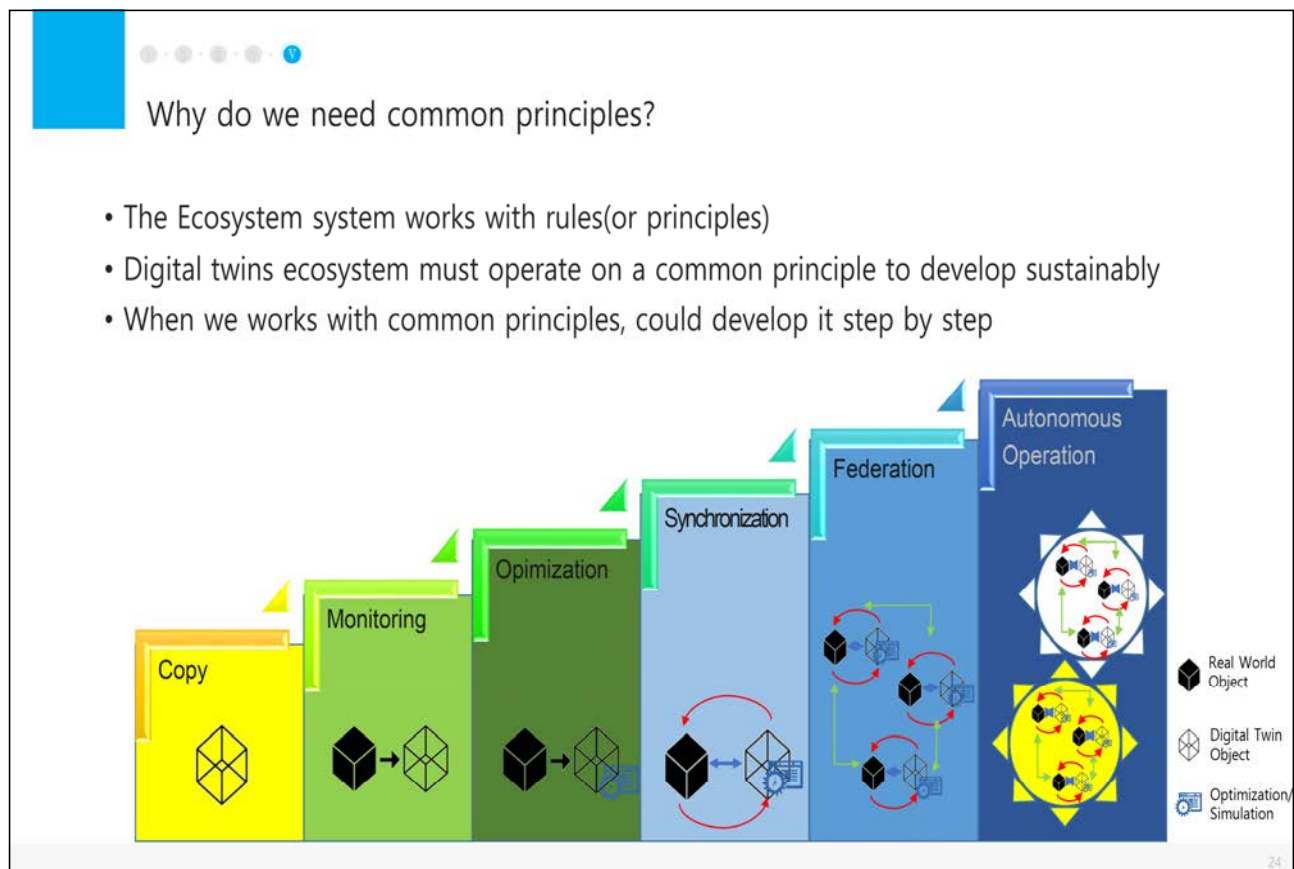 V
Why do we need common principles?
• The Ecosystem system works with rules(or principles)
• Digital twins ecosystem must operate on a common principle to develop sustainably
• When we works with common principles, could develop it step by step
Copy
Monitoring
Opimization
Synchronization
Federation
Autonomous
Operation
Real World
Object
Digital Twin
Object
Optimization/
Simulation
24